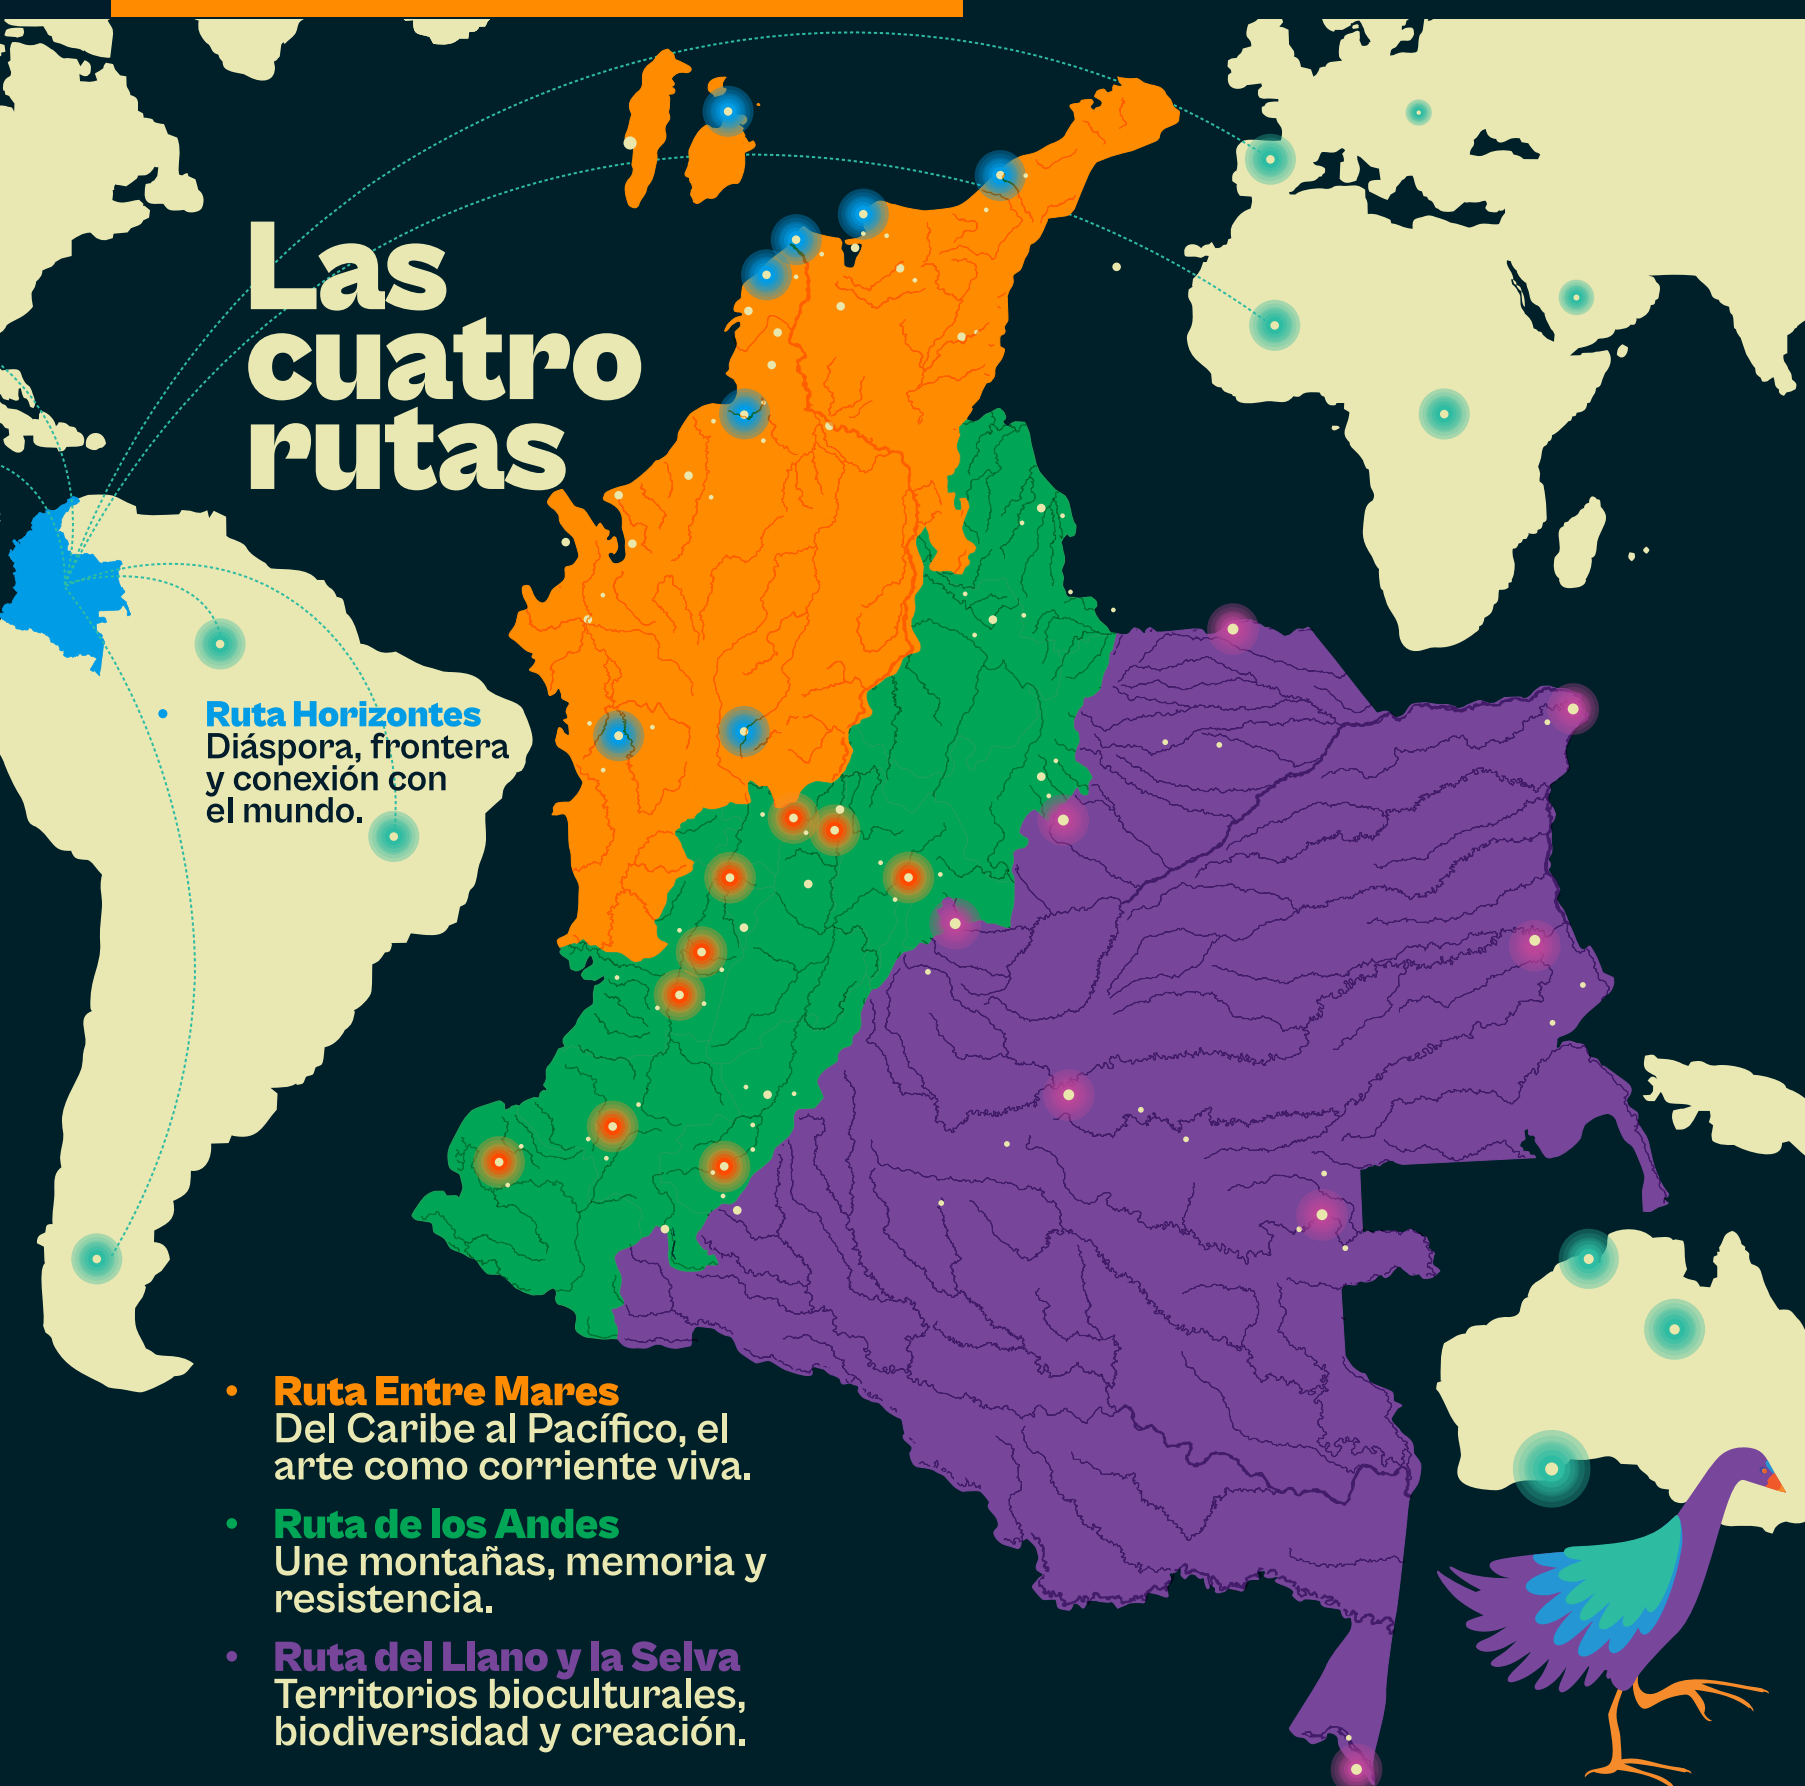 Las
cuatro
rutas
• Ruta Horizontes
Diáspora, frontera
y conexión con
el mundo.
• Ruta Entre Mares
Del Caribe al Pacífico, el
arte como corriente viva.
• Ruta de los Andes
Une montañas, memoria y
resistencia.
• Ruta del Llano y la Selva
Territorios bioculturales,
biodiversidad y creación.